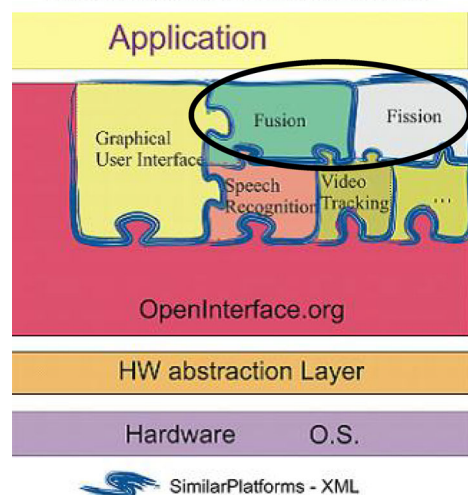 Application
Graphical
User Interface
Fusion
Fission
Speech
Recognition
Video
Tracking
...
OpenInterface.org
HW abstraction Layer
Hardware O.S.
SimilarPlatforms - XML